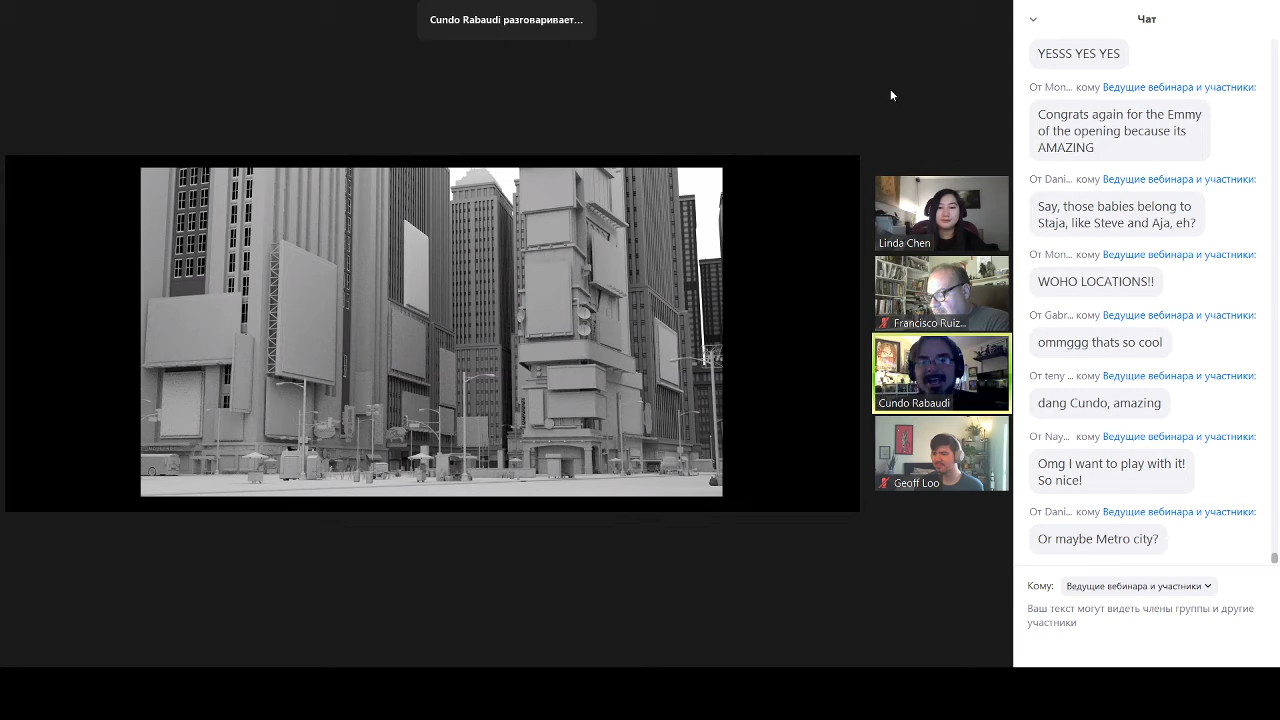 Cundo Rabaudi разговаривает...
Linda Chen
Francisco Ruiz...
Cundo Rabaudi
Geoff Loo
Чат
YESSS YES YES
От Mon... кому Ведущие вебинара и участники:
Congrats again for the Emmy
of the opening because its
AMAZING
От Dani... кому Ведущие вебинара и участники:
Say, those babies belong to
Staja, like Steve and Aja, eh?
От Mon... кому Ведущие вебинара и участники:
WOHO LOCATIONS!!
От Gabr... кому Ведущие вебинара и участники:
ommggg thats so cool
От teny ... кому Ведущие вебинара и участники:
dang Cundo, amazing
От Nay... кому Ведущие вебинара и участники:
Omg I want to play with it!
So nice!
От Dani... кому Ведущие вебинара и участники:
Or maybe Metro city?
Кому: Ведущие вебинара и участники
Ваш текст могут видеть члены группы и другие
участники